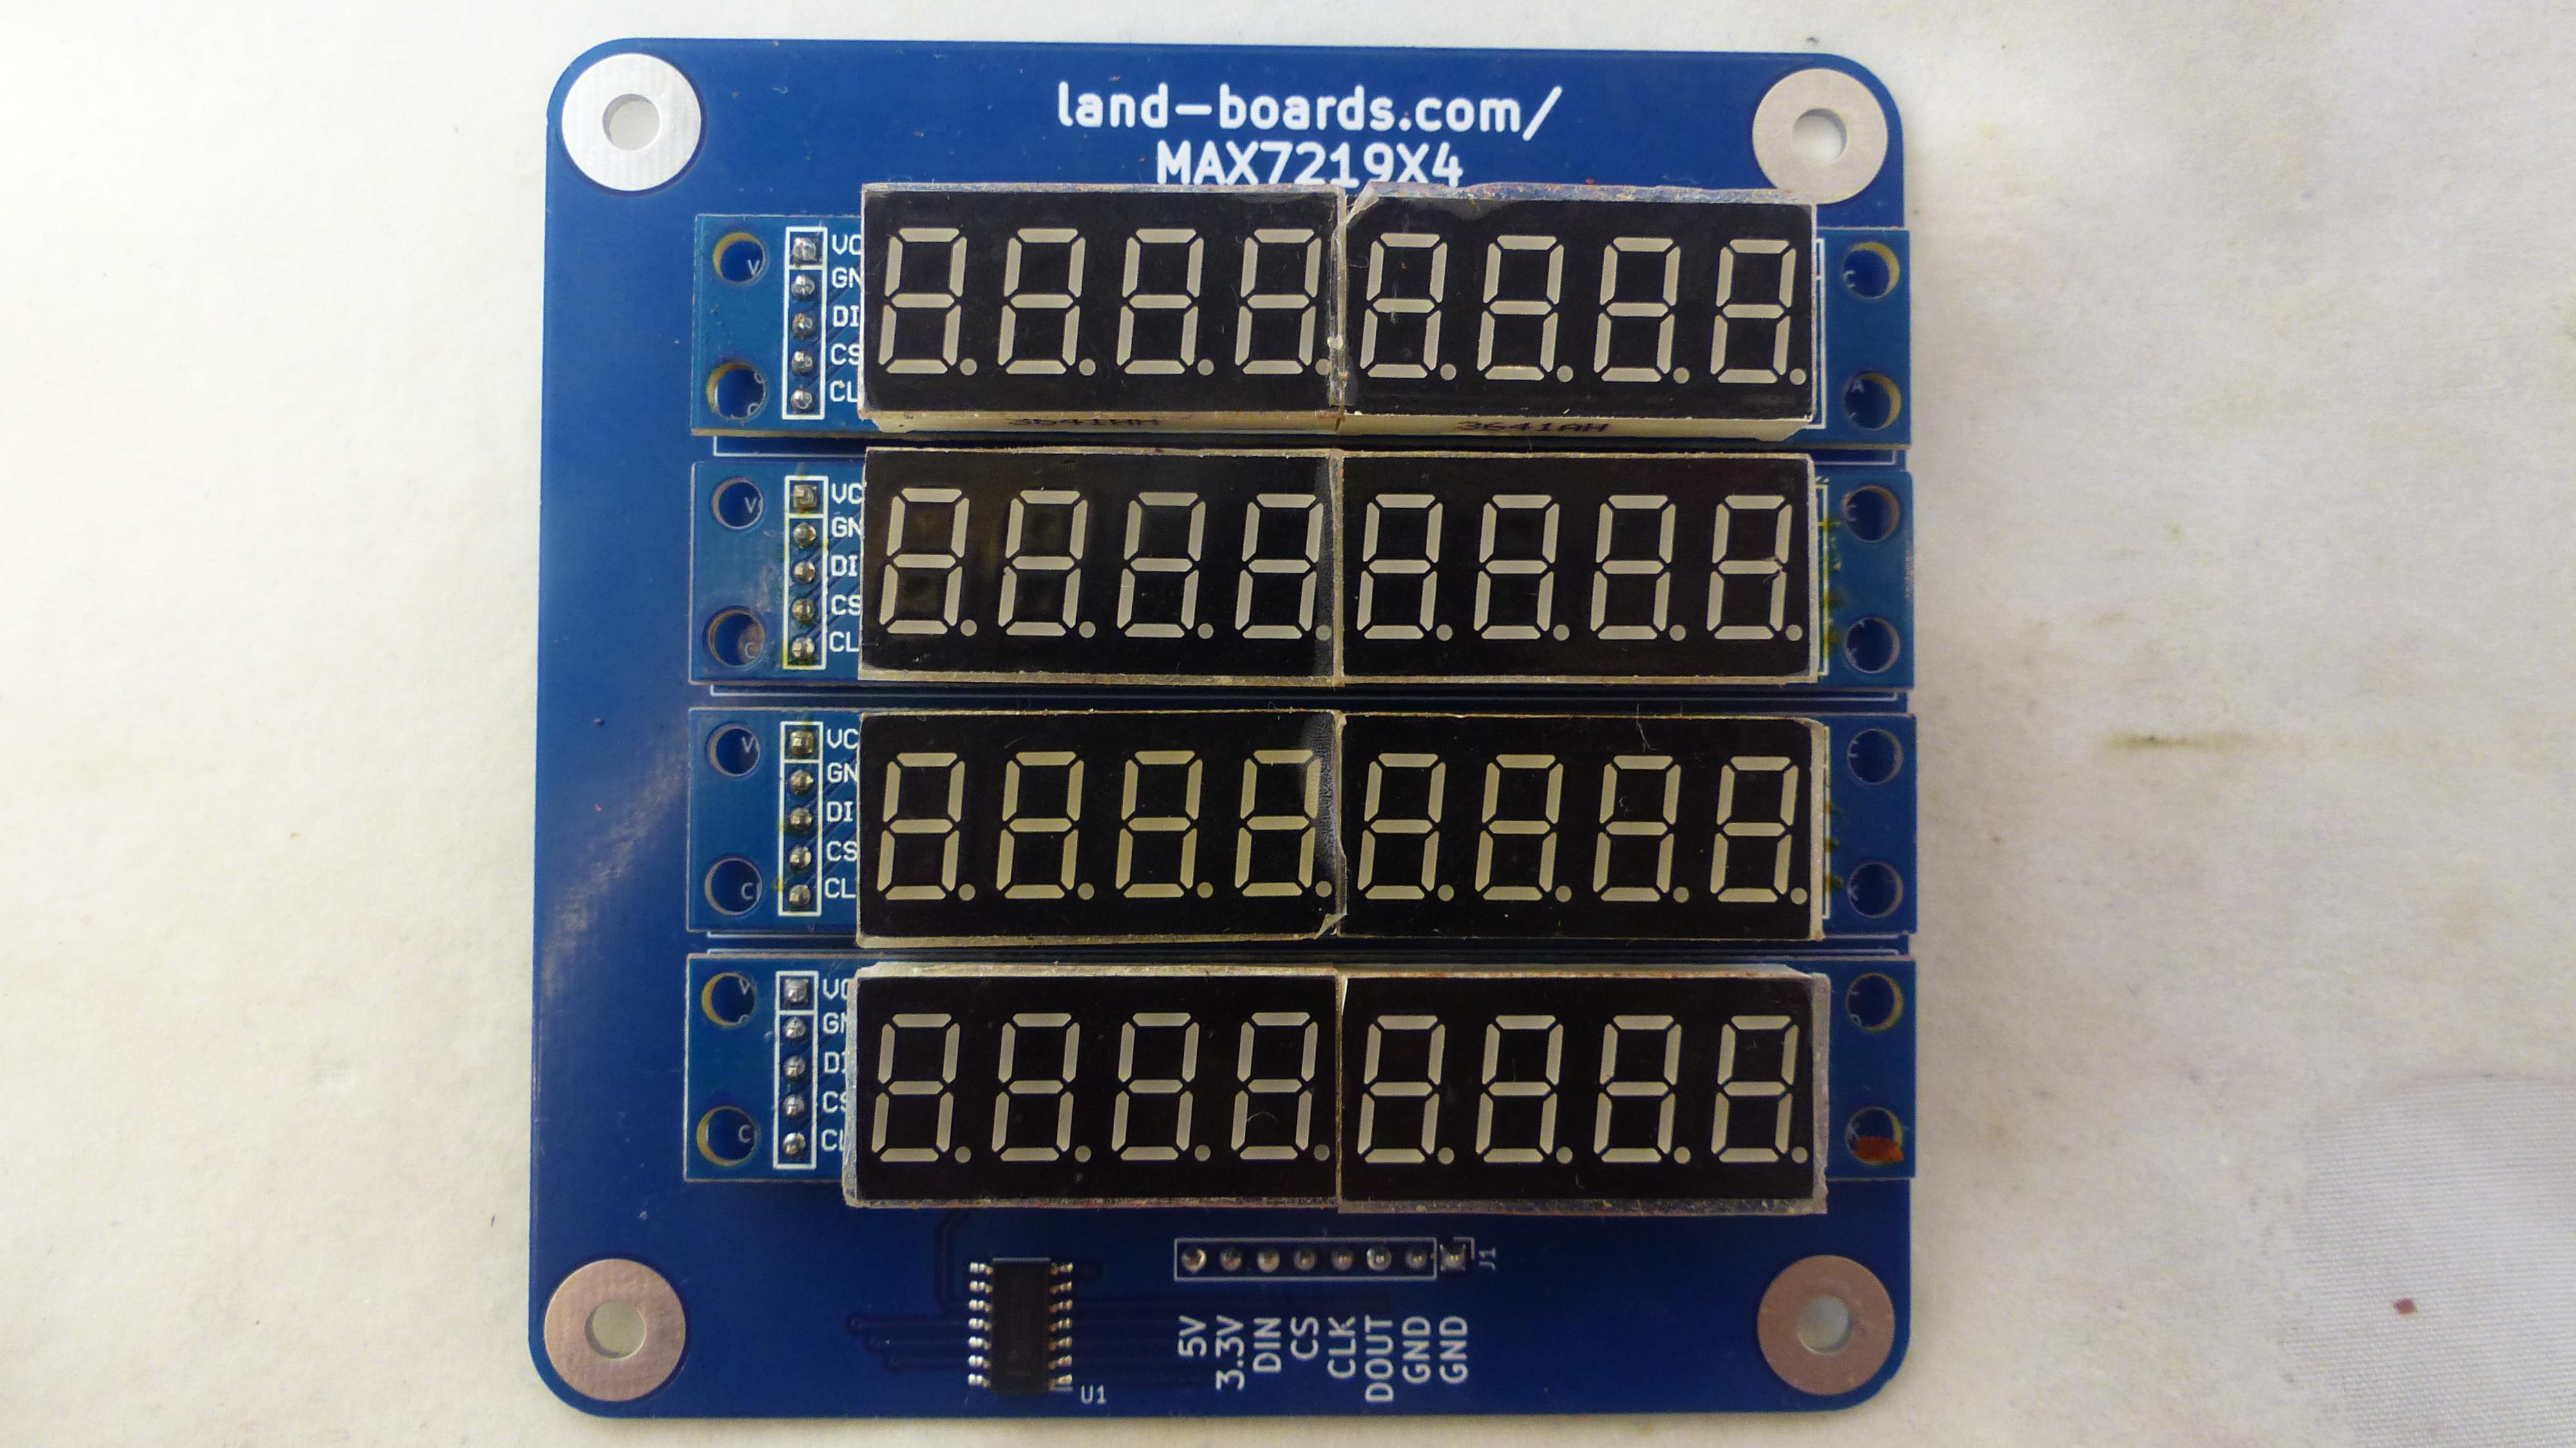 land-boards.com/
MAX7219X4
VC
GN
DI
CS
CL
3641AH
3641AH
VC
GN
DI
CS
CL
VC
GN
DI
CS
CL
VC
GN
DI
CS
CL
J1
5V
3.3V
DIN
CS
CLK
DOUT
GND
GND
U1